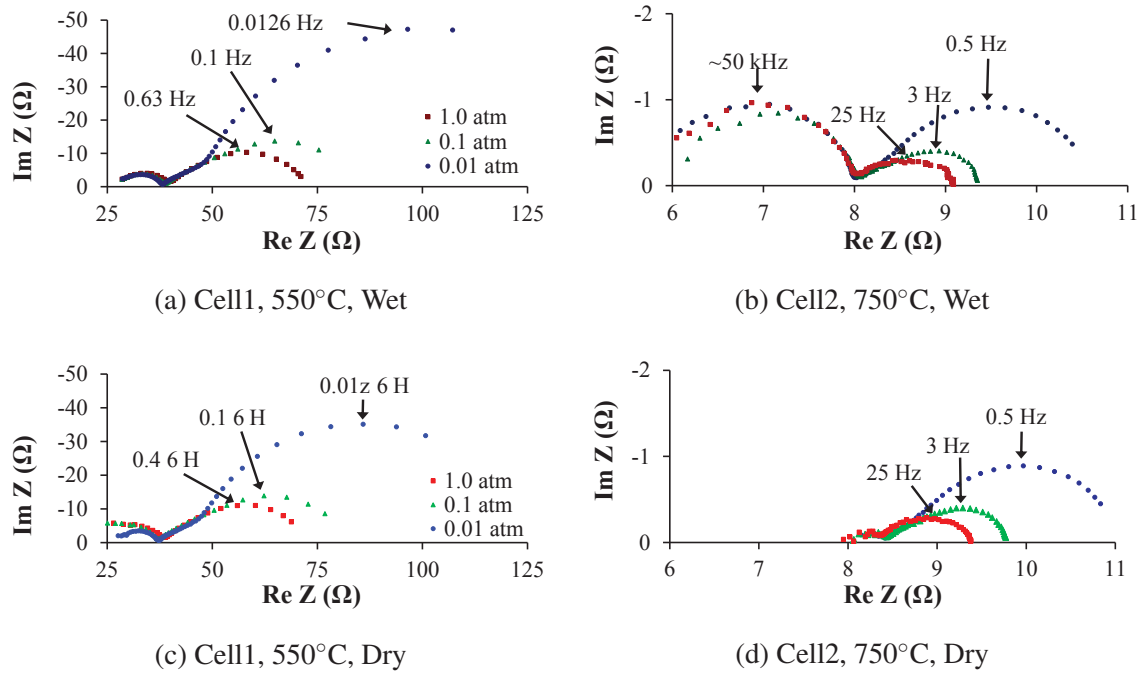 -50
-40
-30
-20
-10
0
25 50 75 100 125
Im Z (Ω)
Re Z (Ω)
0.0126 Hz
0.1 Hz
0.63 Hz
1.0 atm
0.1 atm
0.01 atm
(a) Cell1, 550°C, Wet
-2
-1
0
6 7 8 9 10 11
Im Z (Ω)
Re Z (Ω)
~50 kHz
0.5 Hz
3 Hz
25 Hz
(b) Cell2, 750°C, Wet
-50
-40
-30
-20
-10
0
25 50 75 100 125
Im Z (Ω)
Re Z (Ω)
0.01z 6 H
0.1 6 H
0.4 6 H
1.0 atm
0.1 atm
0.01 atm
(c) Cell1, 550°C, Dry
-2
-1
0
6 7 8 9 10 11
Im Z (Ω)
Re Z (Ω)
0.5 Hz
3 Hz
25 Hz
(d) Cell2, 750°C, Dry